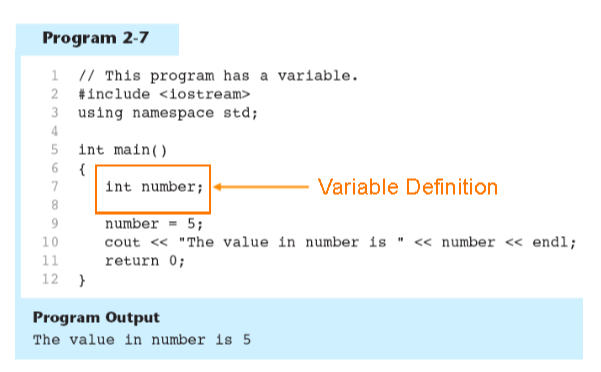 Program 2-7
1 // This program has a variable.
2 #include <iostream>
3 using namespace std;
4
5 int main()
6 {
7 int number; Variable Definition
8
9 number = 5;
10 cout << "The value in number is " << number << endl;
11 return 0;
12 }
Program Output
The value in number is 5